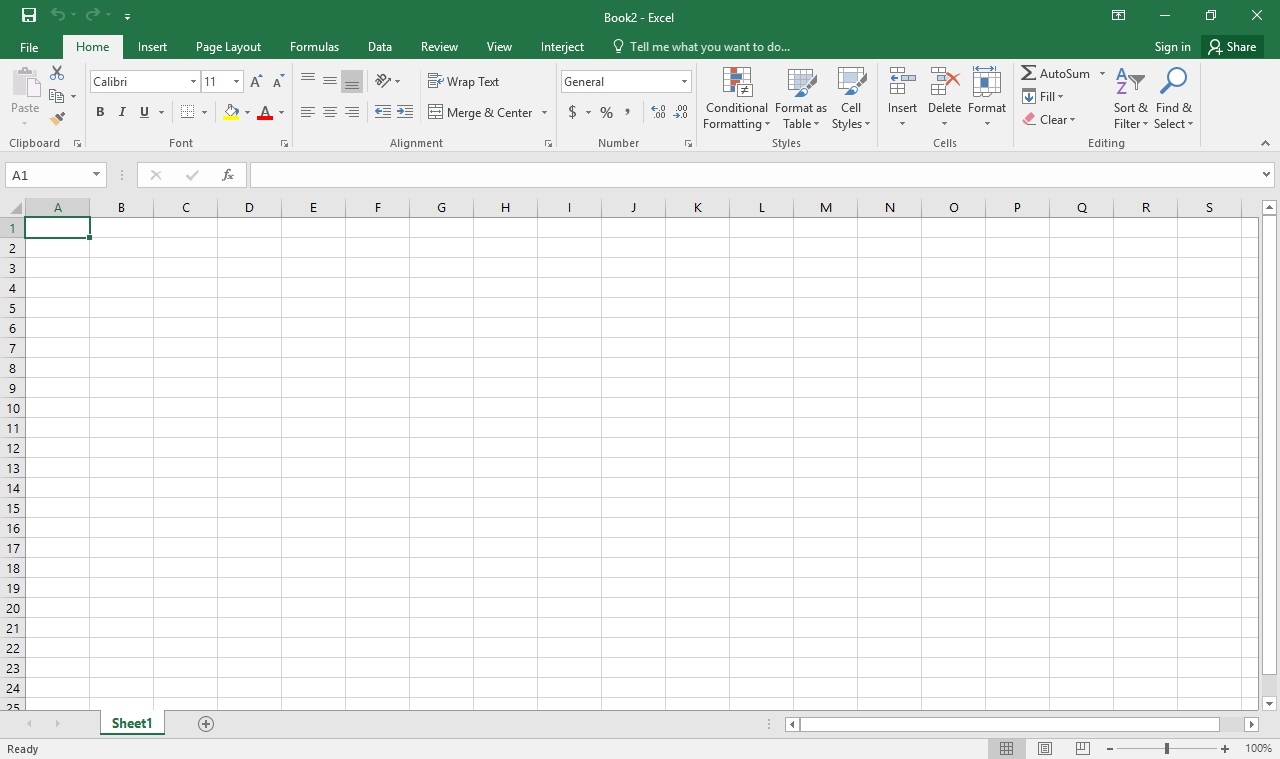 Book2 - Excel
File Home Insert Page Layout Formulas Data Review View Interject Tell me what you want to do... Sign in Share
Paste Calibri 11 Wrap Text General Conditional Formatting Format as Table Cell Styles Insert Delete Format AutoSum Sort & Filter Find & Select
B I U Merge & Center $ % , Fill
Clear
Clipboard Font Alignment Number Styles Cells Editing
A1 fx
A B C D E F G H I J K L M N O P Q R S
1
2
3
4
5
6
7
8
9
10
11
12
13
14
15
16
17
18
19
20
21
22
23
24
25
Sheet1
Ready 100%